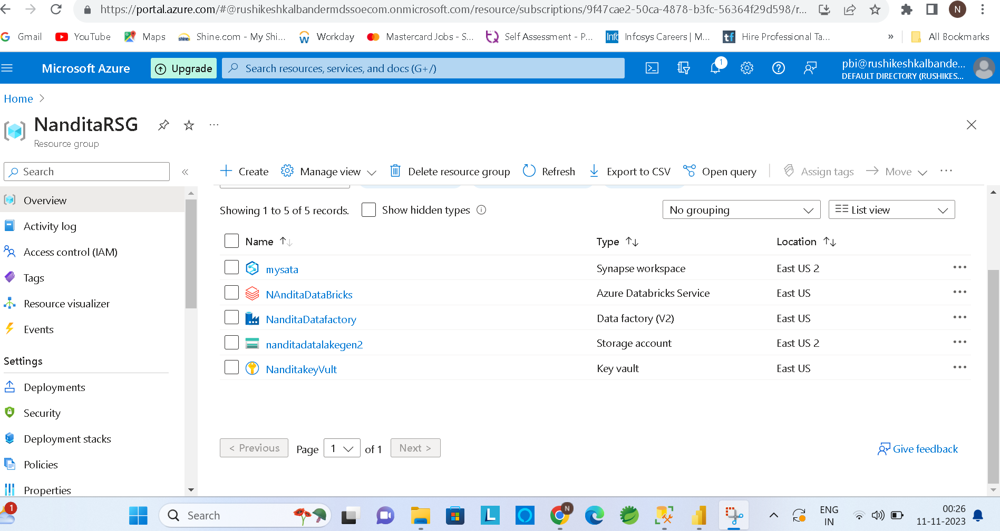 https://portal.azure.com/#@rushikeshkalbandermdssoecom.onmicrosoft.com/resource/subscriptions/9f47cae2-50ca-4878-b3fc-56364f29d598/r...
N
Gmail YouTube Maps Shine.com - My Shi... Workday Mastercard Jobs - S... Self Assessment - P... Infosys Careers | M... Hire Professional Ta... » All Bookmarks
Microsoft Azure Upgrade Search resources, services, and docs (G+/) 1 pbi@rushikeshkalbande...
DEFAULT DIRECTORY (RUSHIKES...
Home >
NanditaRSG ...
Resource group
Search «
Create Manage view Delete resource group Refresh Export to CSV Open query Assign tags Move ...
Overview
Activity log
Access control (IAM)
Tags
Resource visualizer
Events
Settings
Deployments
Security
Deployment stacks
Policies
Properties
Showing 1 to 5 of 5 records. Show hidden types No grouping List view
Name Type Location
mysata Synapse workspace East US 2
NAnditaDataBricks Azure Databricks Service East US
NanditaDatafactory Data factory (V2) East US
nanditadatalakegen2 Storage account East US 2
NanditakeyVult Key vault East US
< Previous Page 1 of 1 Next >
Give feedback
1
Search
N
ENG
IN
00:26
11-11-2023